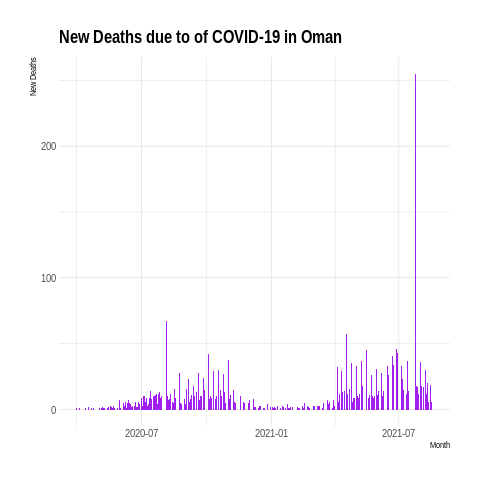 New Deaths due to of COVID-19 in Oman
New Deaths
200
100
0
2020-07
2021-01
2021-07
Month